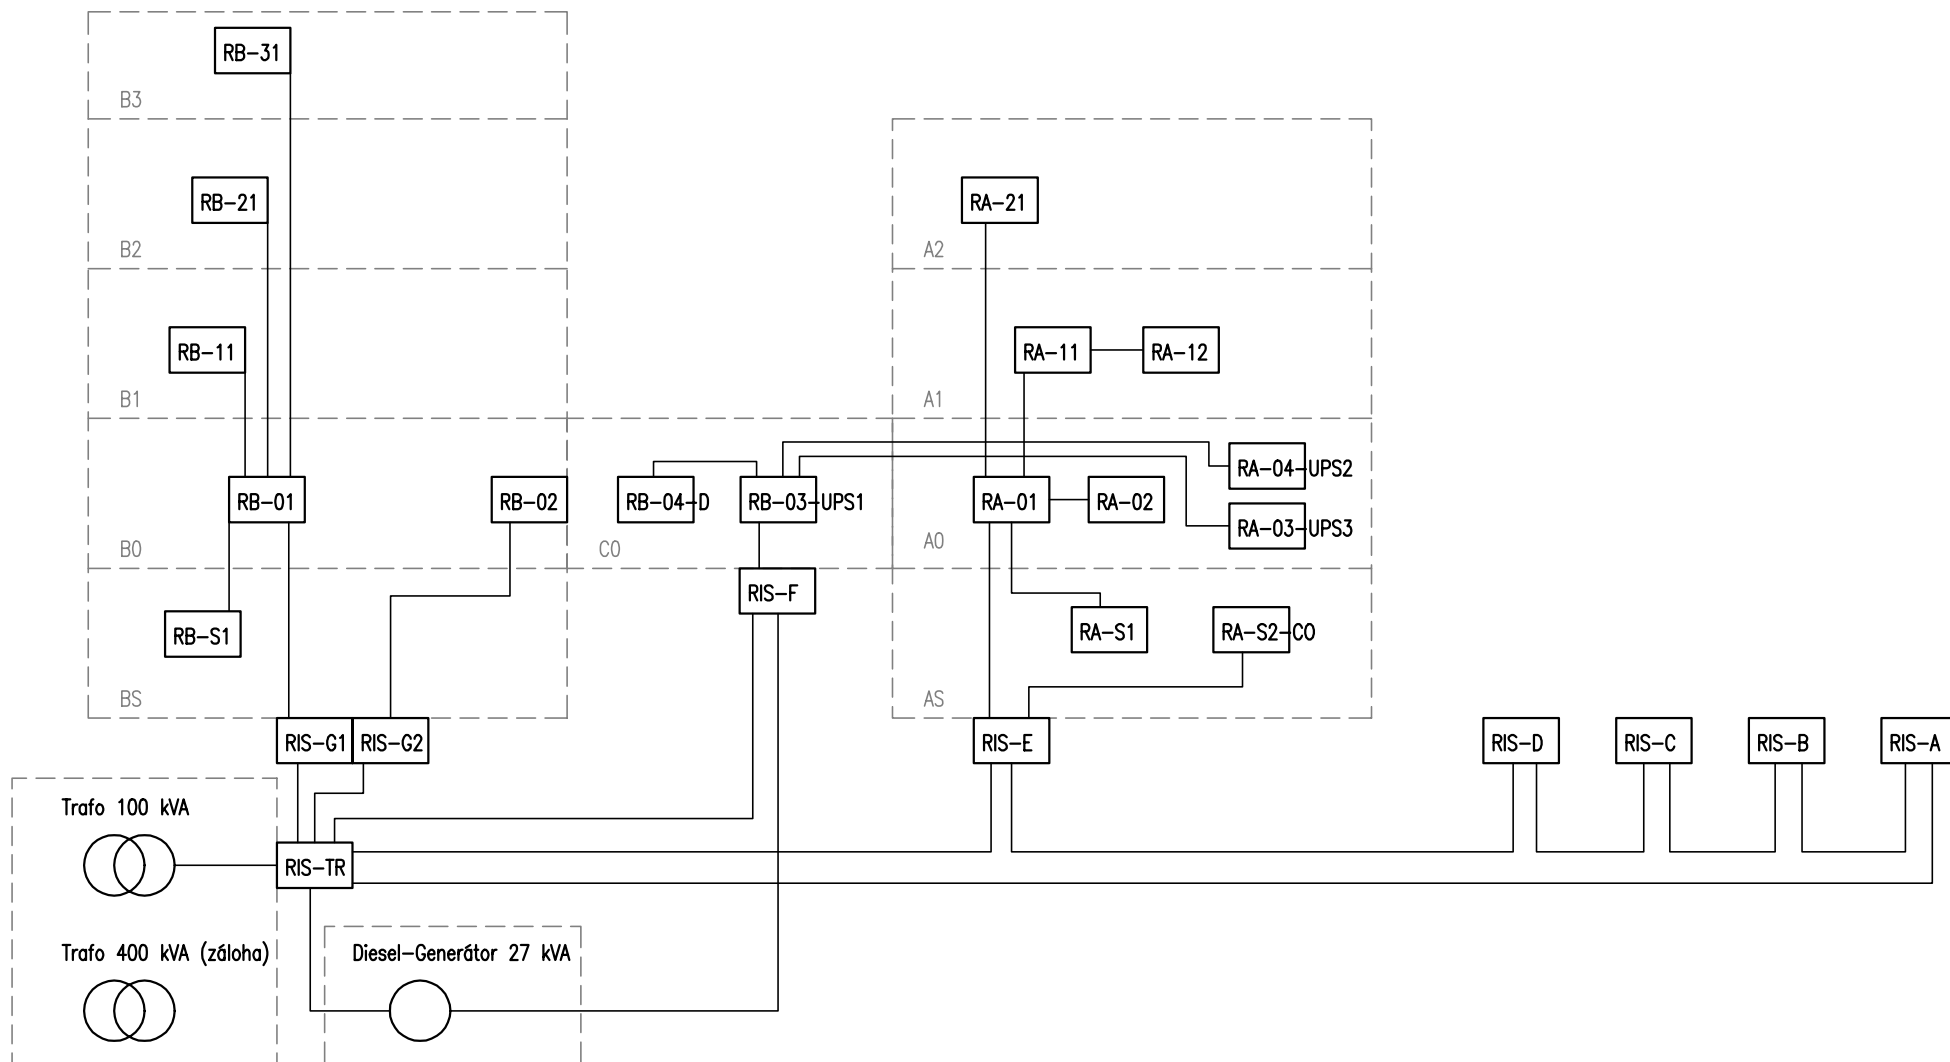 RB-31
B3
RB-21
RA-21
B2
A2
RB-11
RA-11
RA-12
B1
A1
RA-04-UPS2
RB-01
RB-02
RB-04-D
RB-03-UPS1
RA-01
RA-02
RA-03-UPS3
B0
C0
A0
RIS-F
RB-S1
RA-S1
RA-S2-CO
BS
AS
RIS-G1
RIS-G2
RIS-E
RIS-D
RIS-C
RIS-B
RIS-A
Trafo 100 kVA
RIS-TR
Trafo 400 kVA (záloha)
Diesel-Generátor 27 kVA